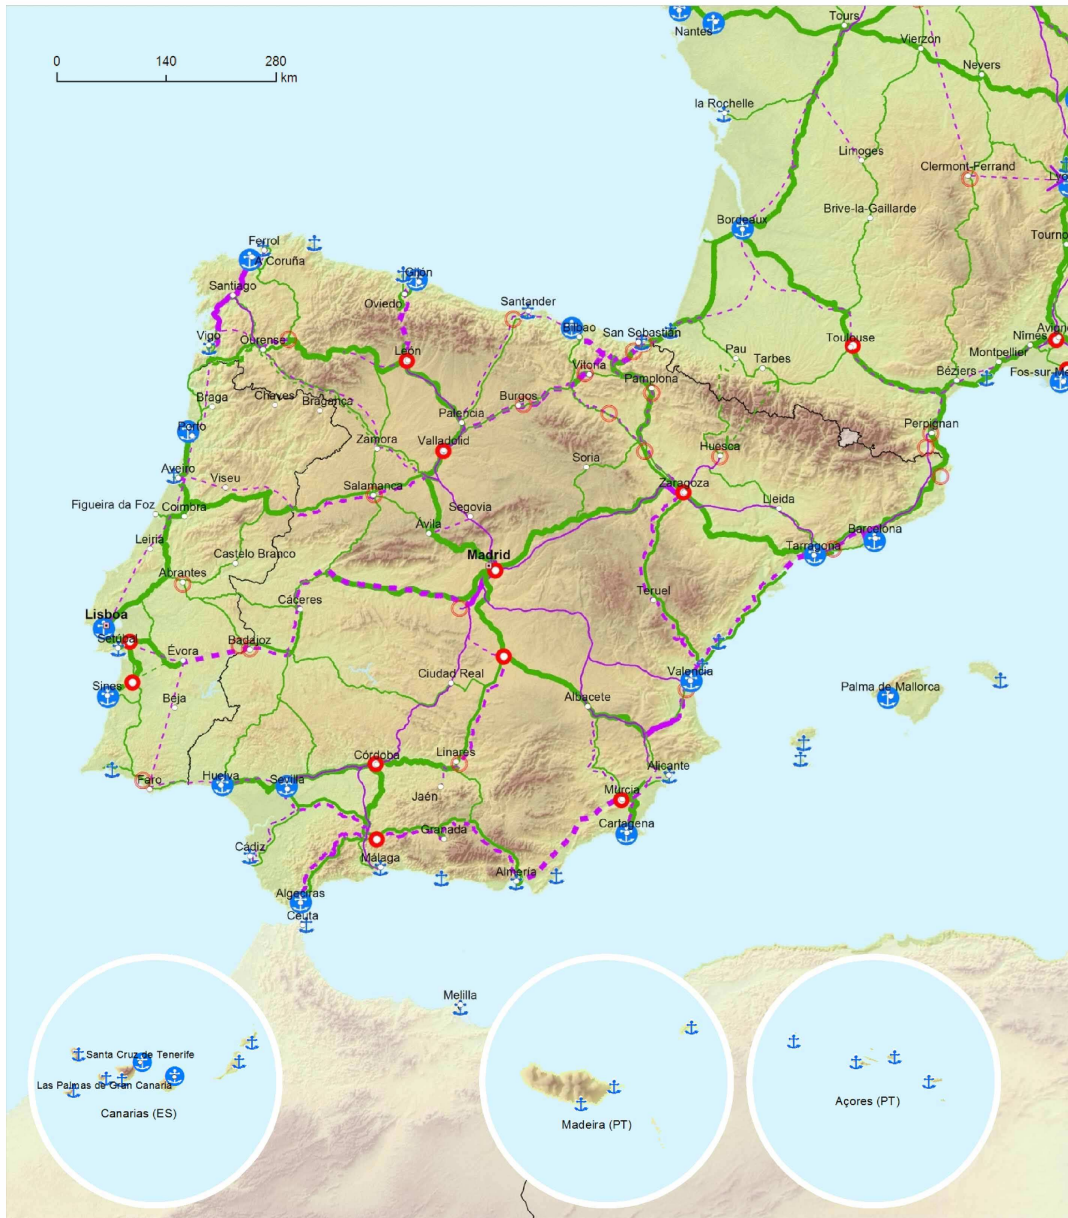 Tours
Nantes
Vierzon
Nevers
0 140 280
km
la Rochelle
Limoges
Clermont-Ferrand
Brive-la-Gaillarde
Bordeaux
Ferrol
A Coruña
Gijón
Santiago
Oviedo
Santander
Bilbao
San Sebastián
Vigo
Ourense
León
Vitoria
Pau
Tarbes
Toulouse
Nîmes
Montpellier
Béziers
Pamplona
Braga
Chaves
Bragança
Burgos
Palencia
Porto
Zamora
Valladolid
Perpignan
Huesca
Aveiro
Viseu
Salamanca
Soria
Zaragoza
Figueira da Foz
Coimbra
Segovia
Lleida
Leiria
Ávila
Barcelona
Castelo Branco
Madrid
Tarragona
Abrantes
Cáceres
Teruel
Lisboa
Setúbal
Évora
Badajoz
Ciudad Real
Valencia
Sines
Beja
Albacete
Palma de Mallorca
Córdoba
Linares
Faro
Huelva
Sevilla
Alicante
Jaén
Murcia
Granada
Cartagena
Cádiz
Málaga
Almería
Algeciras
Ceuta
Melilla
Santa Cruz de Tenerife
Las Palmas de Gran Canaria
Canarias (ES)
Madeira (PT)
Açores (PT)